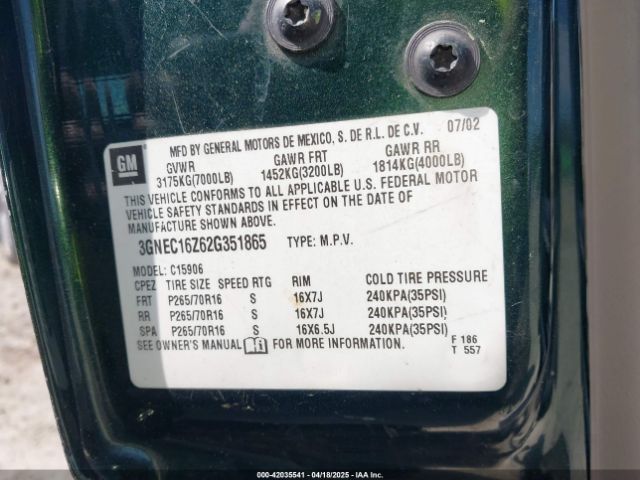 GM
MFD BY GENERAL MOTORS DE MEXICO, S. DE R.L. DE C.V. 07/02
GVWR GAWR FRT GAWR RR
3175KG(7000LB) 1452KG(3200LB) 1814KG(4000LB)
THIS VEHICLE CONFORMS TO ALL APPLICABLE U.S. FEDERAL MOTOR
VEHICLE SAFETY STANDARDS IN EFFECT ON THE DATE OF
MANUFACTURE SHOWN ABOVE.
3GNEC16Z62G351865 TYPE: M.P.V.
MODEL: C15906
CPEZ TIRE SIZE SPEED RTG RIM COLD TIRE PRESSURE
FRT P265/70R16 S 16X7J 240KPA(35PSI)
RR P265/70R16 S 16X7J 240KPA(35PSI)
SPA P265/70R16 S 16X6.5J 240KPA(35PSI)
SEE OWNER'S MANUAL FOR MORE INFORMATION.
F 186
T 557
000-42035541 - 04/18/2025 - IAA Inc.